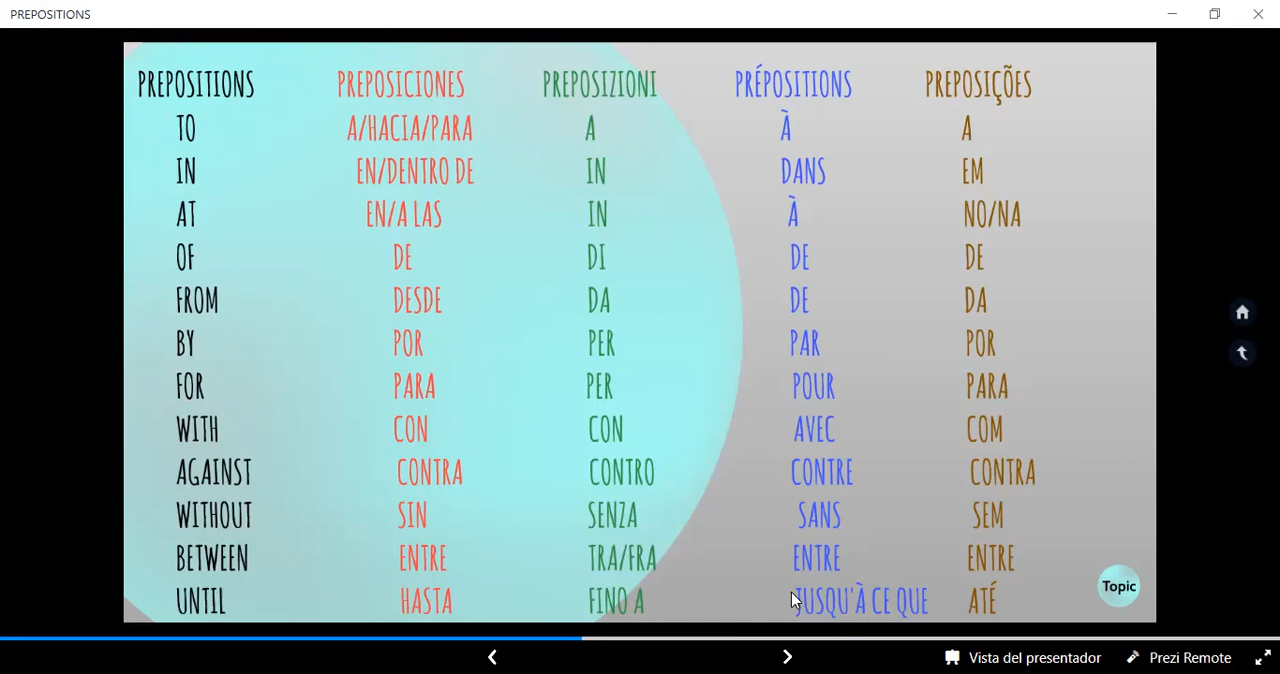 PREPOSITIONS
PREPOSITIONS PREPOSICIONES PREPOSIZIONI PRÉPOSITIONS PREPOSIÇÕES
TO A/HACIA/PARA A À A
IN EN/DENTRO DE IN DANS EM
AT EN/A LAS IN À NO/NA
OF DE DI DE DE
FROM DESDE DA DE DA
BY POR PER PAR POR
FOR PARA PER POUR PARA
WITH CON CON AVEC COM
AGAINST CONTRA CONTRO CONTRE CONTRA
WITHOUT SIN SENZA SANS SEM
BETWEEN ENTRE TRA/FRA ENTRE ENTRE
UNTIL HASTA FINO A JUSQU'À CE QUE ATÉ
Topic
Vista del presentador Prezi Remote